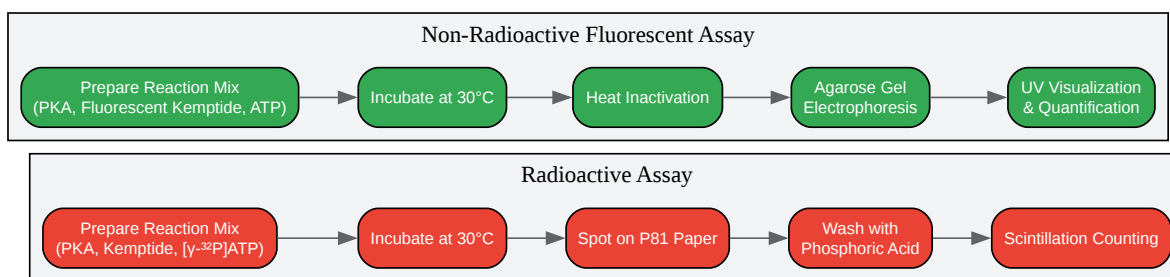 Non-Radioactive Fluorescent Assay
Prepare Reaction Mix
(PKA, Fluorescent Kemptide, ATP)
Incubate at 30°C
Heat Inactivation
Agarose Gel
Electrophoresis
UV Visualization
& Quantification
Radioactive Assay
Prepare Reaction Mix
(PKA, Kemptide, [γ-³²P]ATP)
Incubate at 30°C
Spot on P81 Paper
Wash with
Phosphoric Acid
Scintillation Counting